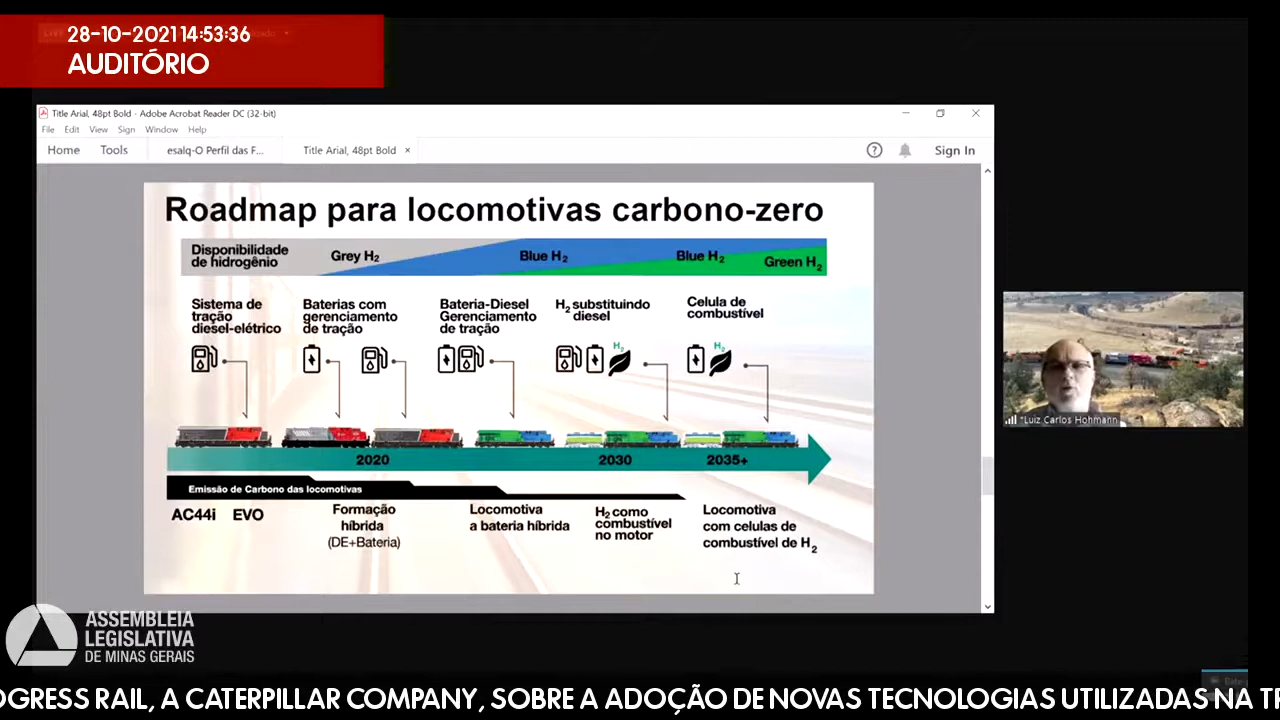 28-10-2021 14:53:36
AUDITÓRIO
Title Arial, 48pt Bold - Adobe Acrobat Reader DC (32-bit)
File Edit View Sign Window Help
Home Tools esalq-O Perfil das F... Title Arial, 48pt Bold × Sign In
Roadmap para locomotivas carbono-zero
Disponibilidade
de hidrogênio
Grey H₂
Blue H₂
Blue H₂
Green H₂
Sistema de
tração
diesel-elétrico
Baterias com
gerenciamento
de tração
Bateria-Diesel
Gerenciamento
de tração
H₂ substituindo
diesel
Celula de
combustível
H₂
H₂
2020
2030
2035+
Emissão de Carbono das locomotivas
AC44i EVO
Formação
híbrida
(DE+Bateria)
Locomotiva
a bateria híbrida
H₂ como
combustível
no motor
Locomotiva
com celulas de
combustível de H₂
*Luiz Carlos Hohmann
ASSEMBLEIA
LEGISLATIVA
DE MINAS GERAIS
OGRESS RAIL, A CATERPILLAR COMPANY, SOBRE A ADOÇÃO DE NOVAS TECNOLOGIAS UTILIZADAS NA TR